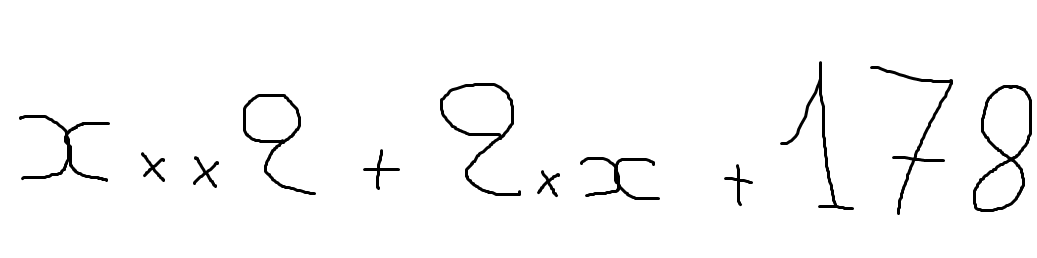 x × × 2 + 2 × x + 178